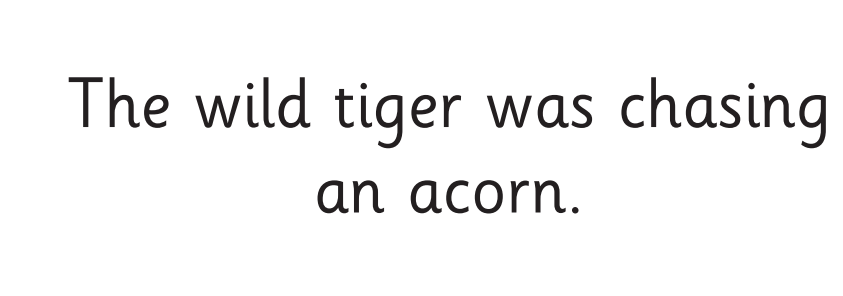 The wild tiger was chasing
an acorn.